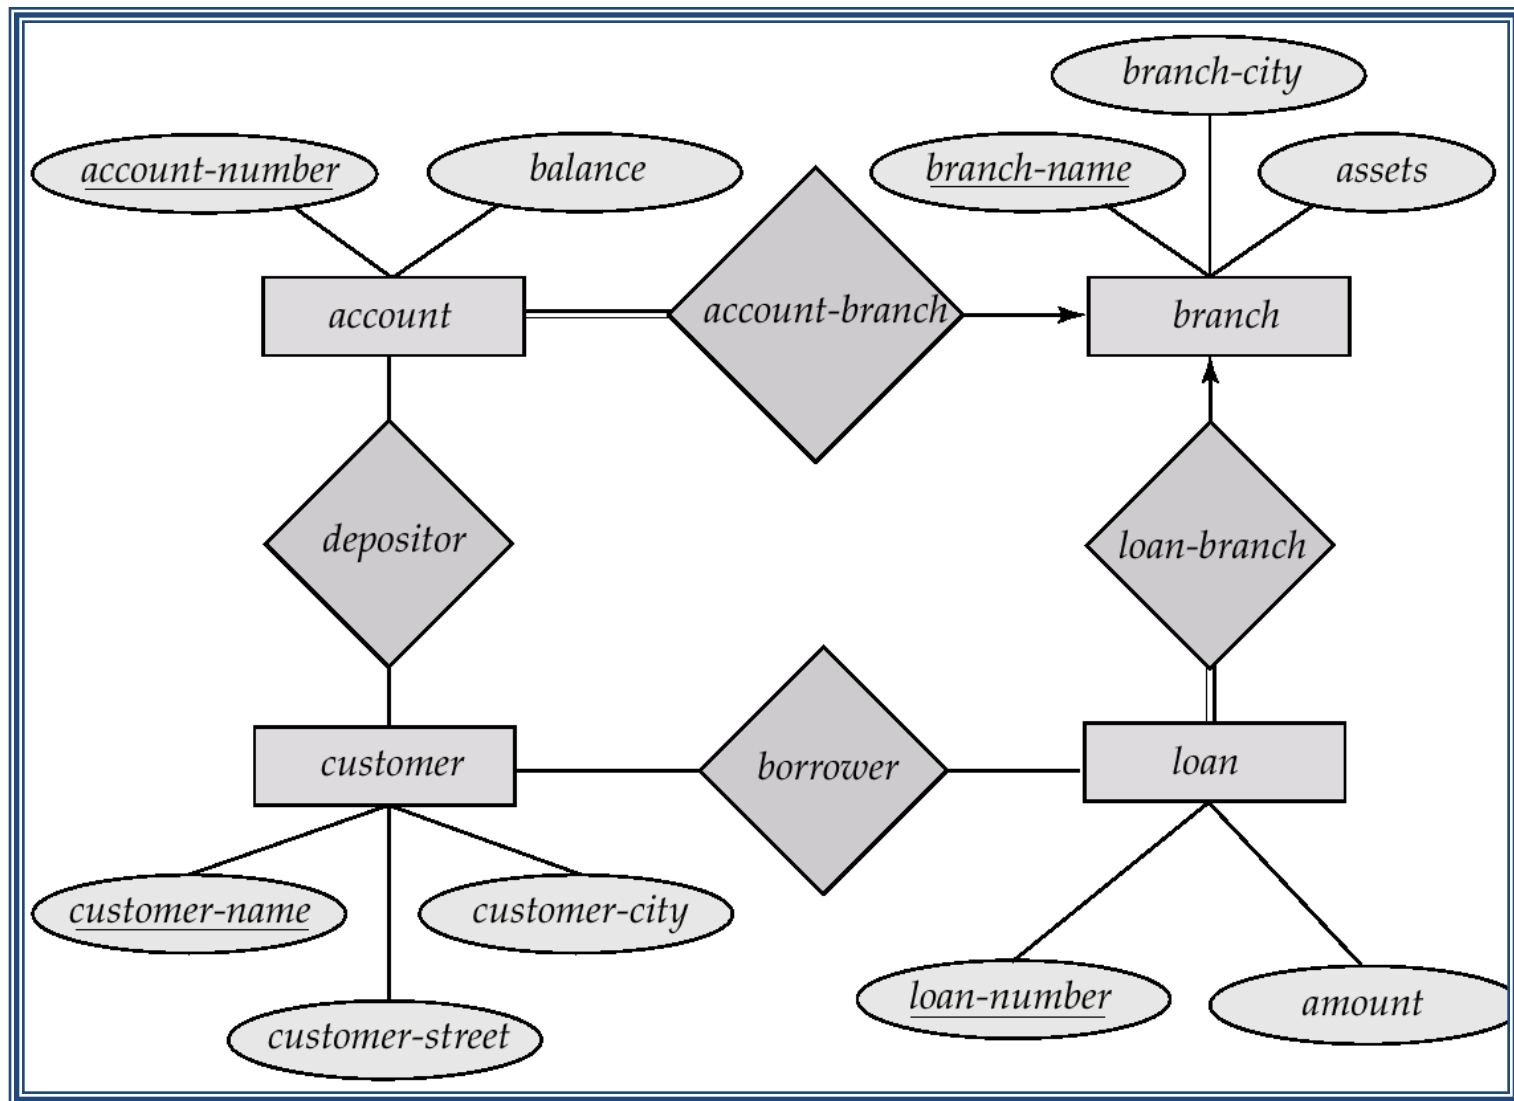 branch-city
account-number
balance
branch-name
assets
account
account-branch
branch
depositor
loan-branch
customer
borrower
loan
customer-name
customer-city
loan-number
amount
customer-street